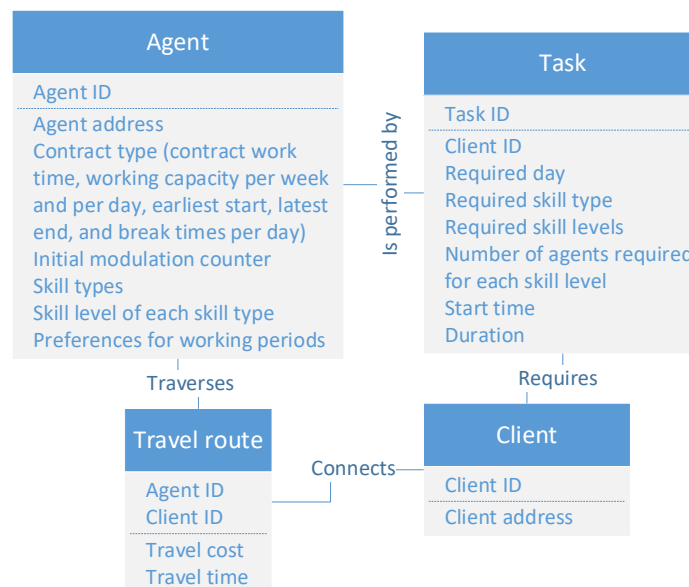 Agent
Agent ID
Agent address
Contract type (contract work
time, working capacity per week
and per day, earliest start, latest
end, and break times per day)
Initial modulation counter
Skill types
Skill level of each skill type
Preferences for working periods
Is performed by
Task
Task ID
Client ID
Required day
Required skill type
Required skill levels
Number of agents required
for each skill level
Start time
Duration
Traverses
Requires
Travel route
Agent ID
Client ID
Travel cost
Travel time
Connects
Client
Client ID
Client address